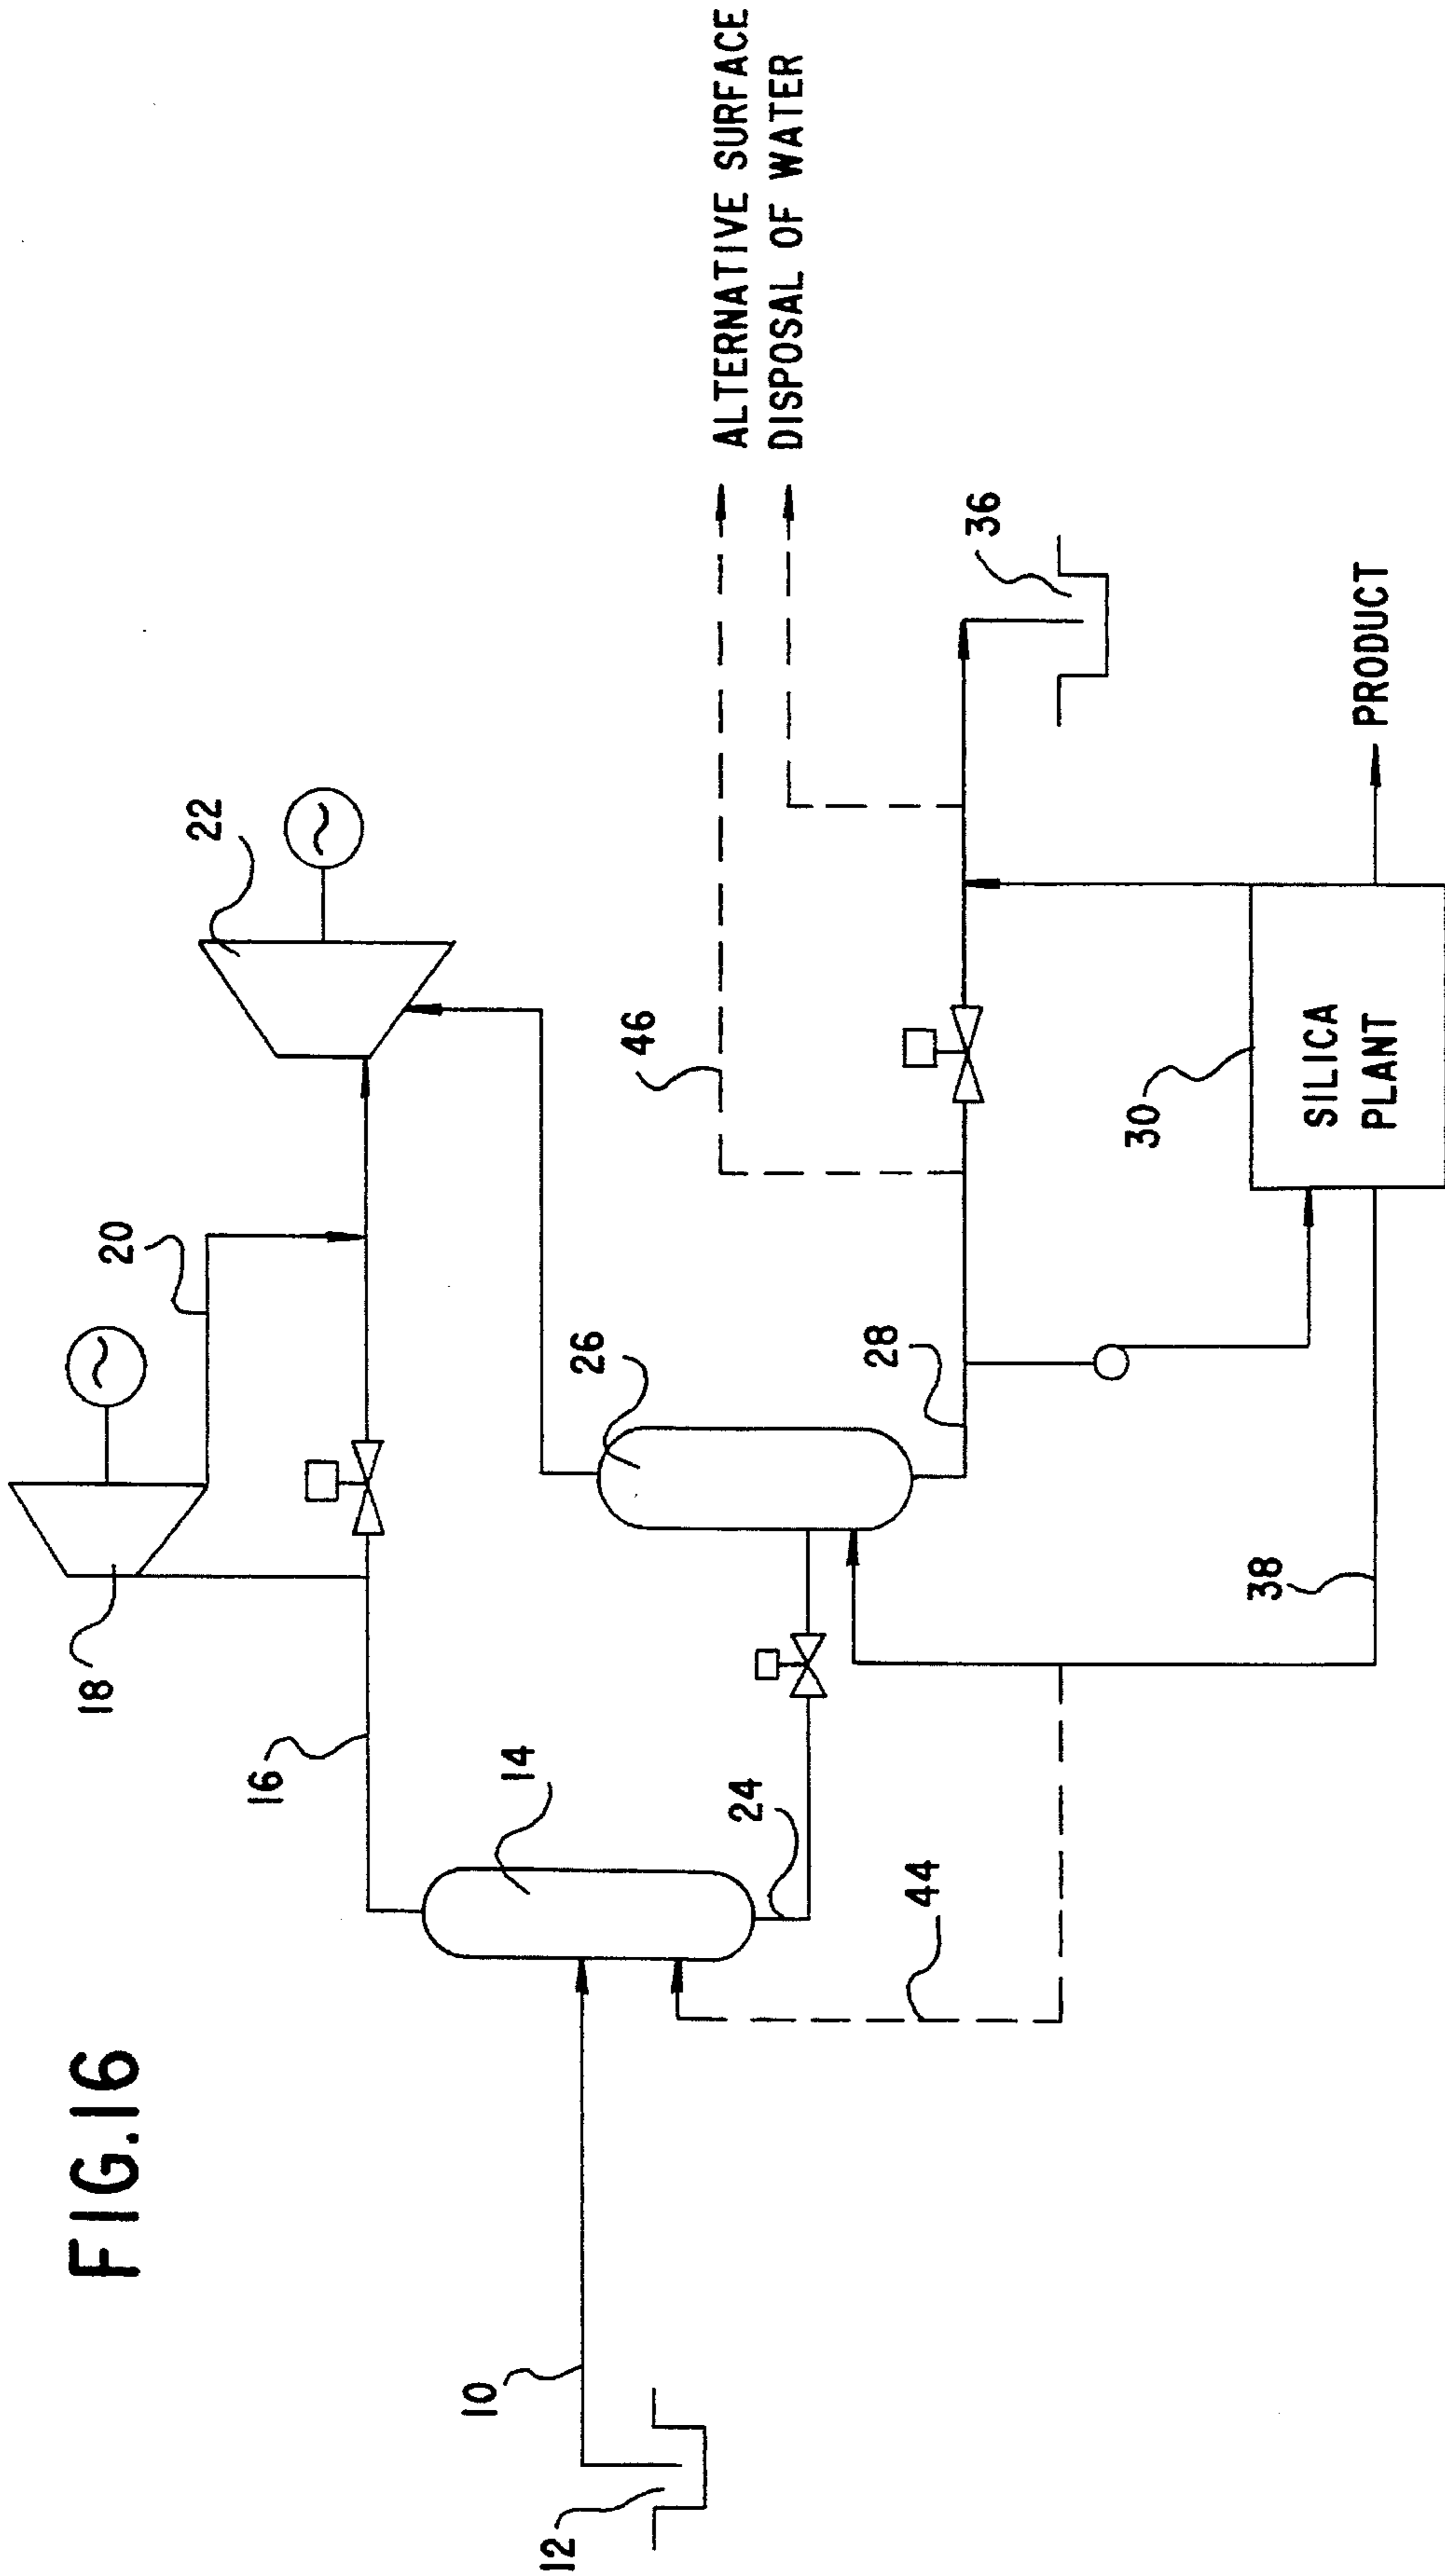 FIG.16
18
20
22
16
14
26
46
ALTERNATIVE SURFACE
DISPOSAL OF WATER
10
12
24
28
36
44
30
SILICA
PLANT
PRODUCT
38